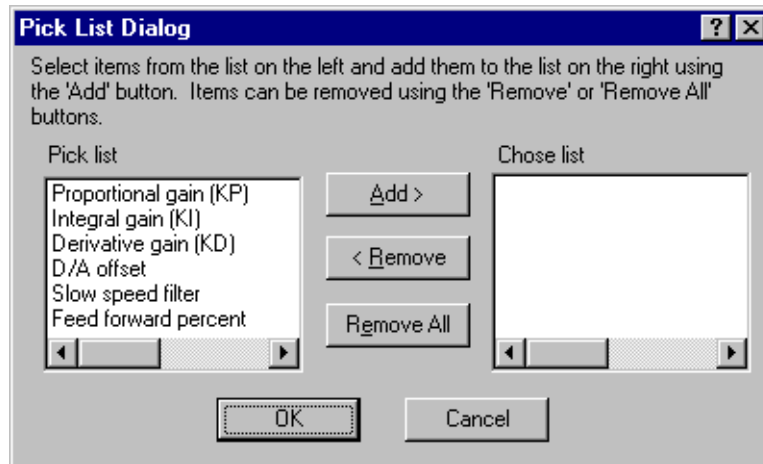 Pick List Dialog
Select items from the list on the left and add them to the list on the right using
the 'Add' button. Items can be removed using the 'Remove' or 'Remove All'
buttons.
Pick list
Chose list
Proportional gain (KP)
Integral gain (KI)
Derivative gain (KD)
D/A offset
Slow speed filter
Feed forward percent
Add >
< Remove
Remove All
OK
Cancel